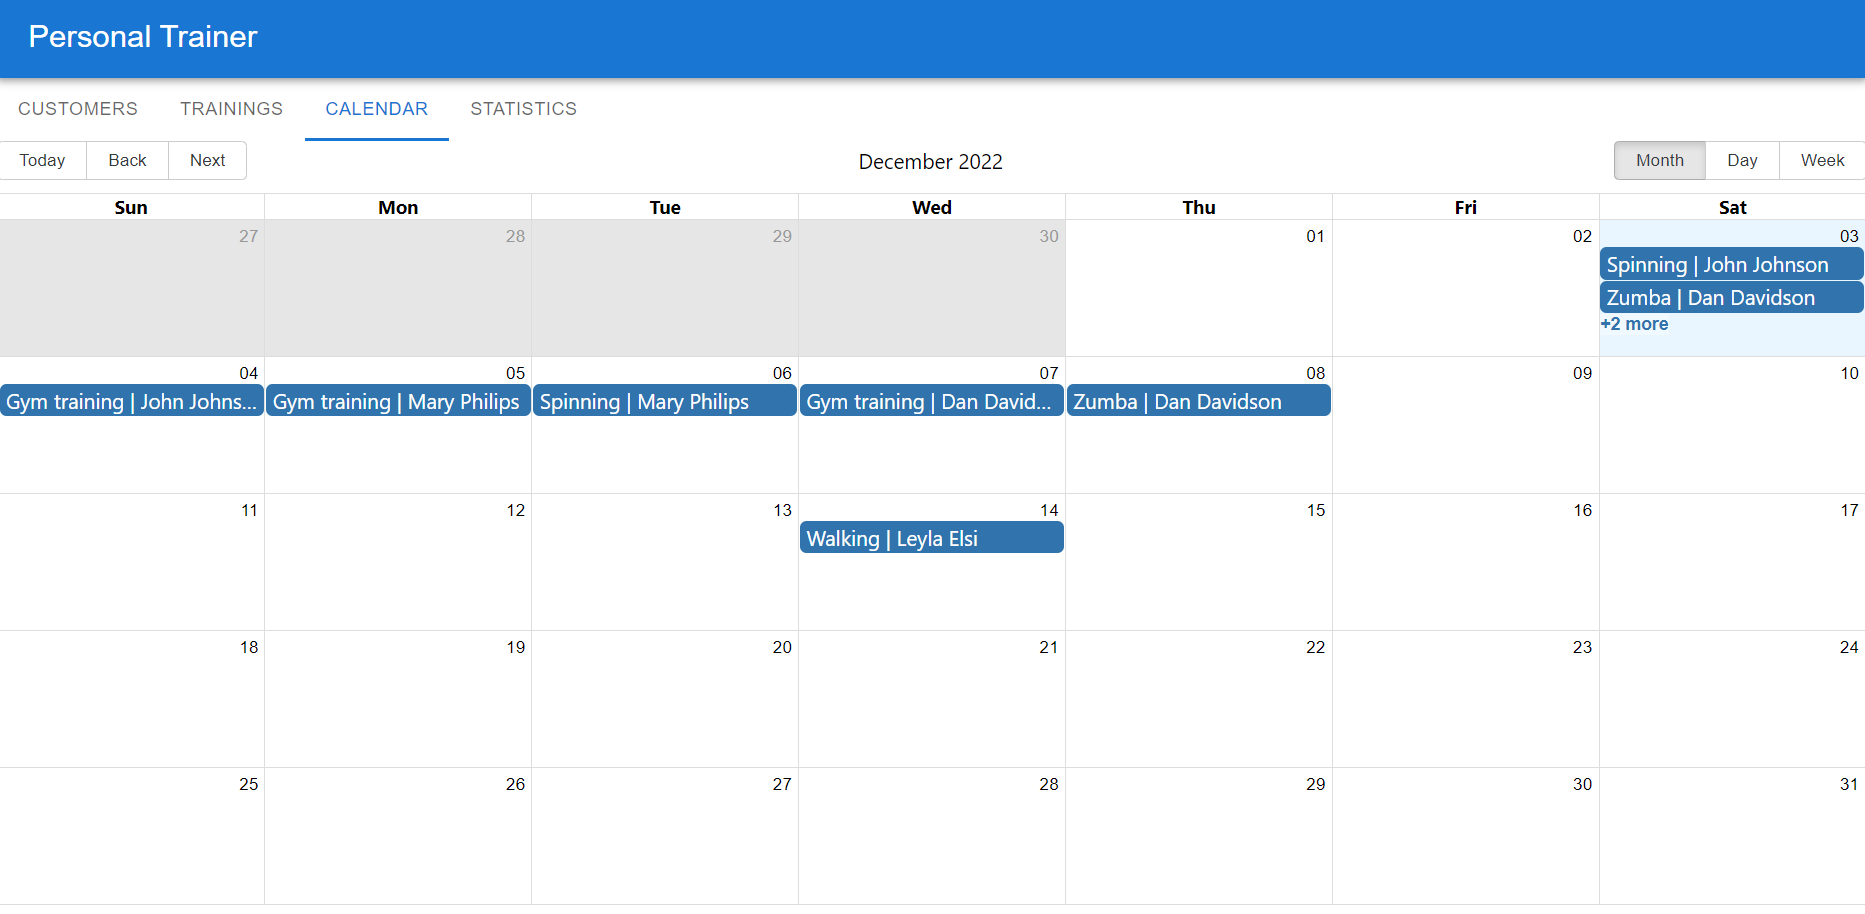 Personal Trainer
CUSTOMERS TRAININGS CALENDAR STATISTICS
Today Back Next December 2022 Month Day Week
Sun Mon Tue Wed Thu Fri Sat
27 28 29 30 01 02 03
Spinning | John Johnson
Zumba | Dan Davidson
+2 more
04 05 06 07 08 09 10
Gym training | John Johns... Gym training | Mary Philips Spinning | Mary Philips Gym training | Dan David... Zumba | Dan Davidson
11 12 13 14 15 16 17
Walking | Leyla Elsi
18 19 20 21 22 23 24
25 26 27 28 29 30 31